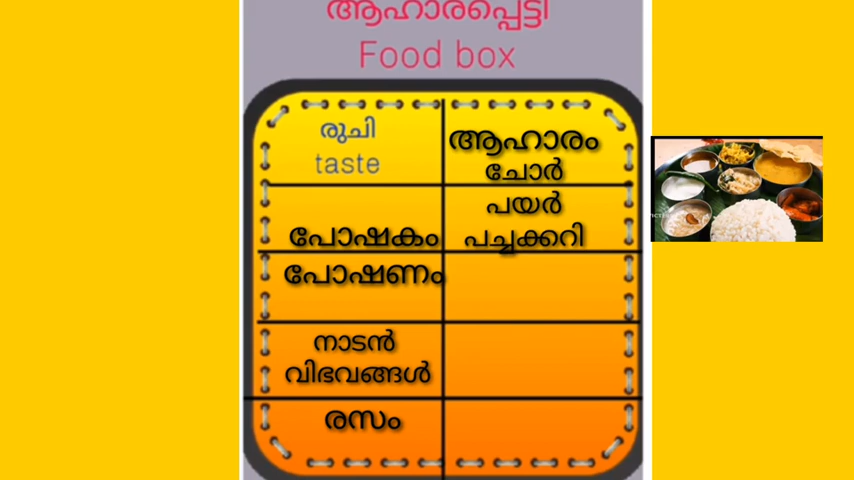 ആഹാരപ്പെട്ടി
Food box
രുചി
taste
ആഹാരം
ചോർ
പയർ
പച്ചക്കറി
പോഷകം
പോഷണം
നാടൻ
വിഭവങ്ങൾ
രസം